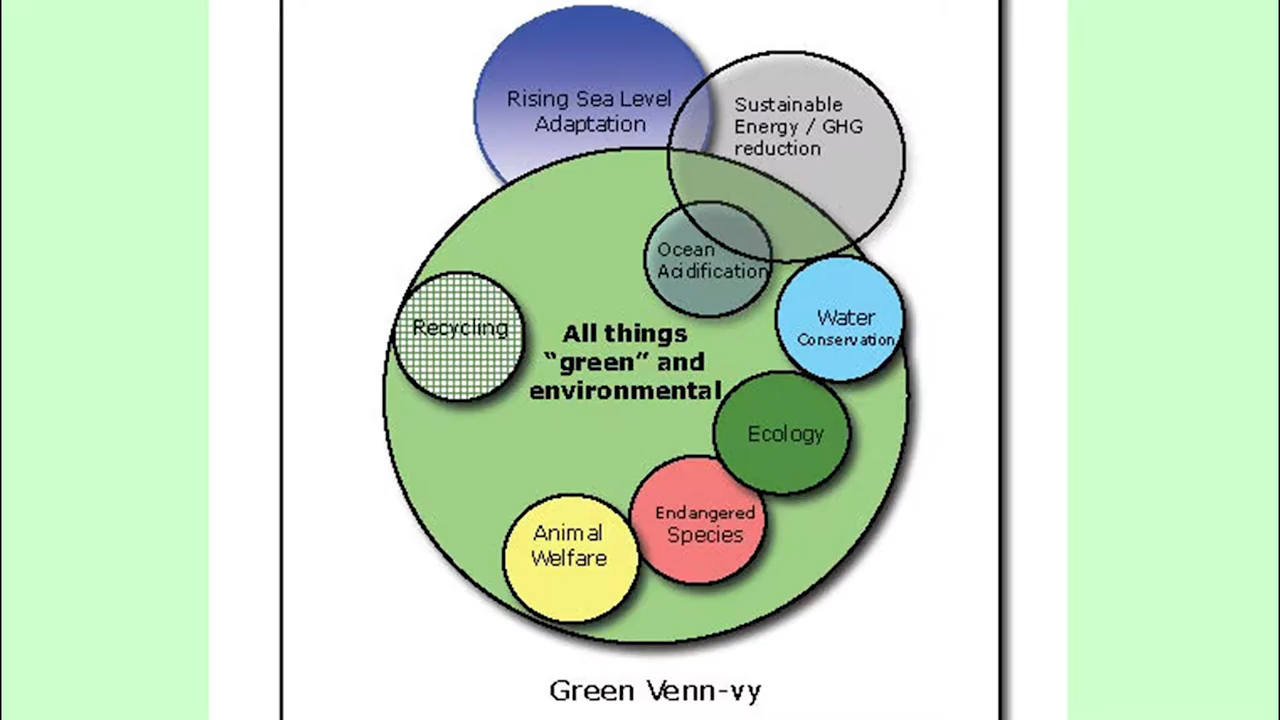 Rising Sea Level
Adaptation
Sustainable
Energy / GHG
reduction
Ocean
Acidification
Recycling
Water
Conservation
All things
“green” and
environmental
Ecology
Endangered
Species
Animal
Welfare
Green Venn-vy